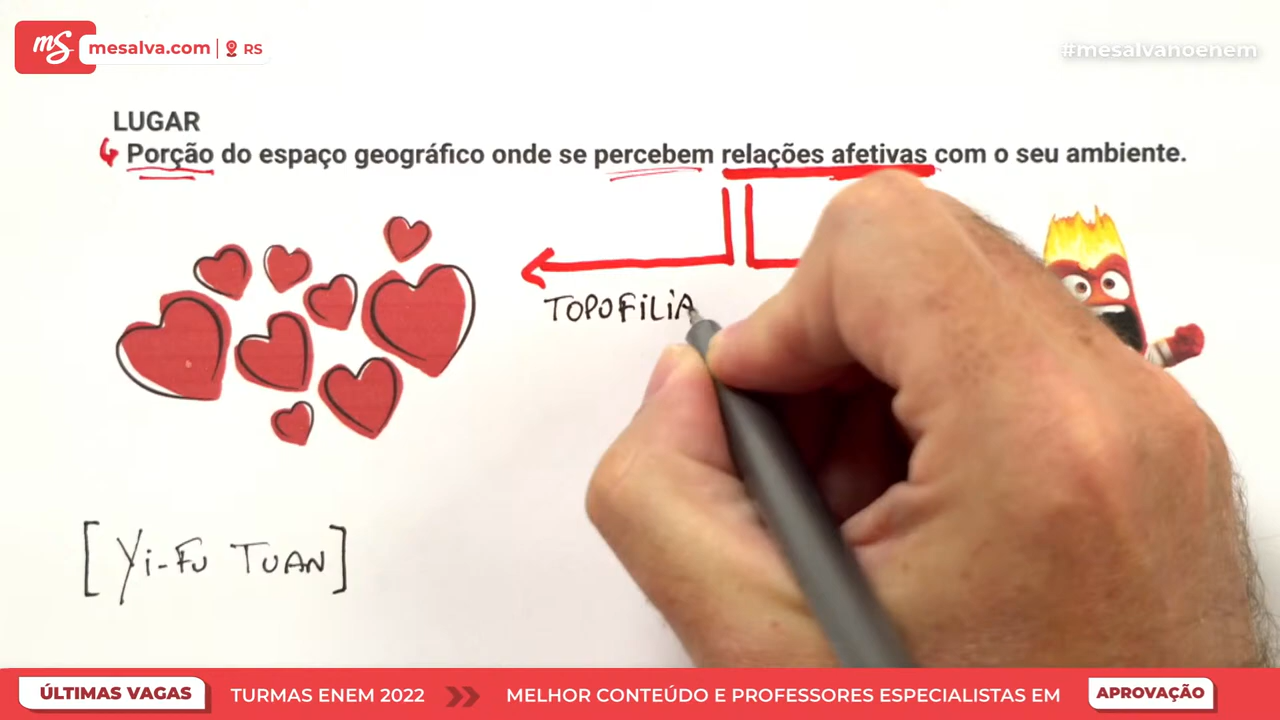 mS mesalva.com | RS
#mesalvanoenem
LUGAR
Porção do espaço geográfico onde se percebem relações afetivas com o seu ambiente.
TOPOFILIA
[Yi-Fu TUAN]
ÚLTIMAS VAGAS TURMAS ENEM 2022 MELHOR CONTEÚDO E PROFESSORES ESPECIALISTAS EM APROVAÇÃO